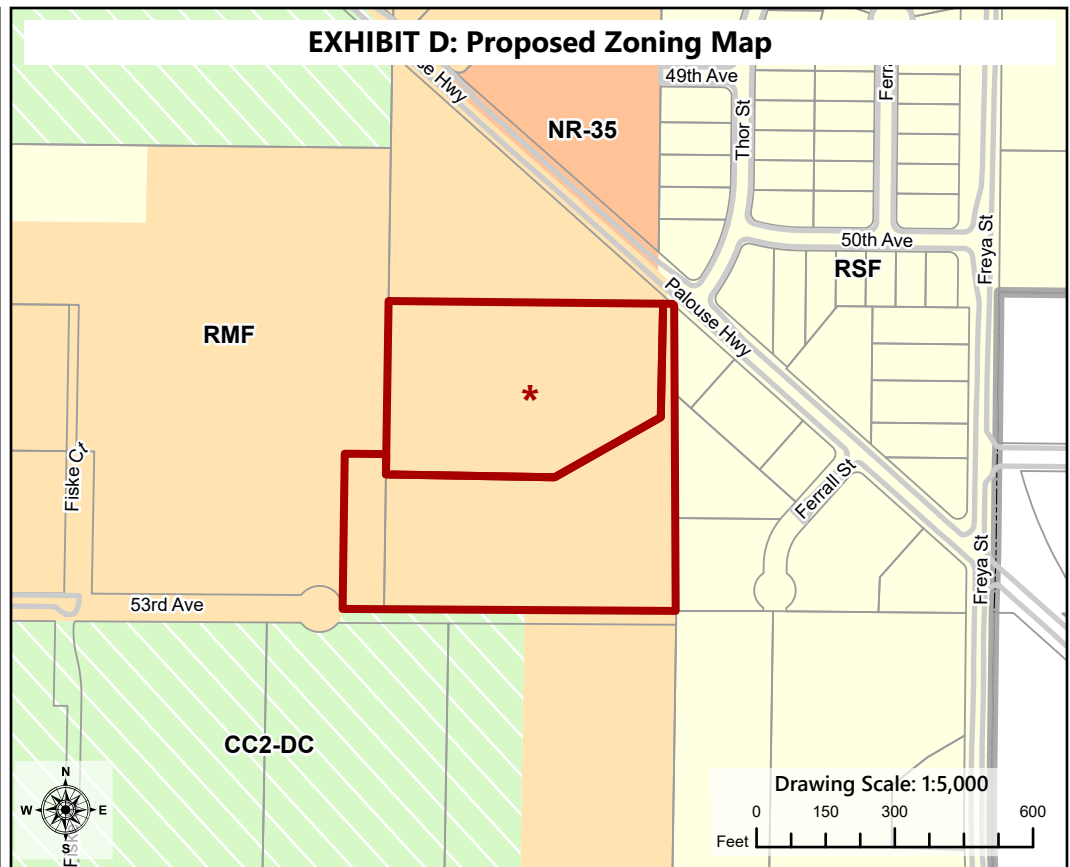 EXHIBIT D: Proposed Zoning Map
49th Ave
Thor St
NR-35
50th Ave
RSF
Freya St
Palouse Hwy
RMF
*
Fiske Ct
Ferrall St
Freya St
53rd Ave
CC2-DC
N
W E
S
Drawing Scale: 1:5,000
0 150 300 600
Feet